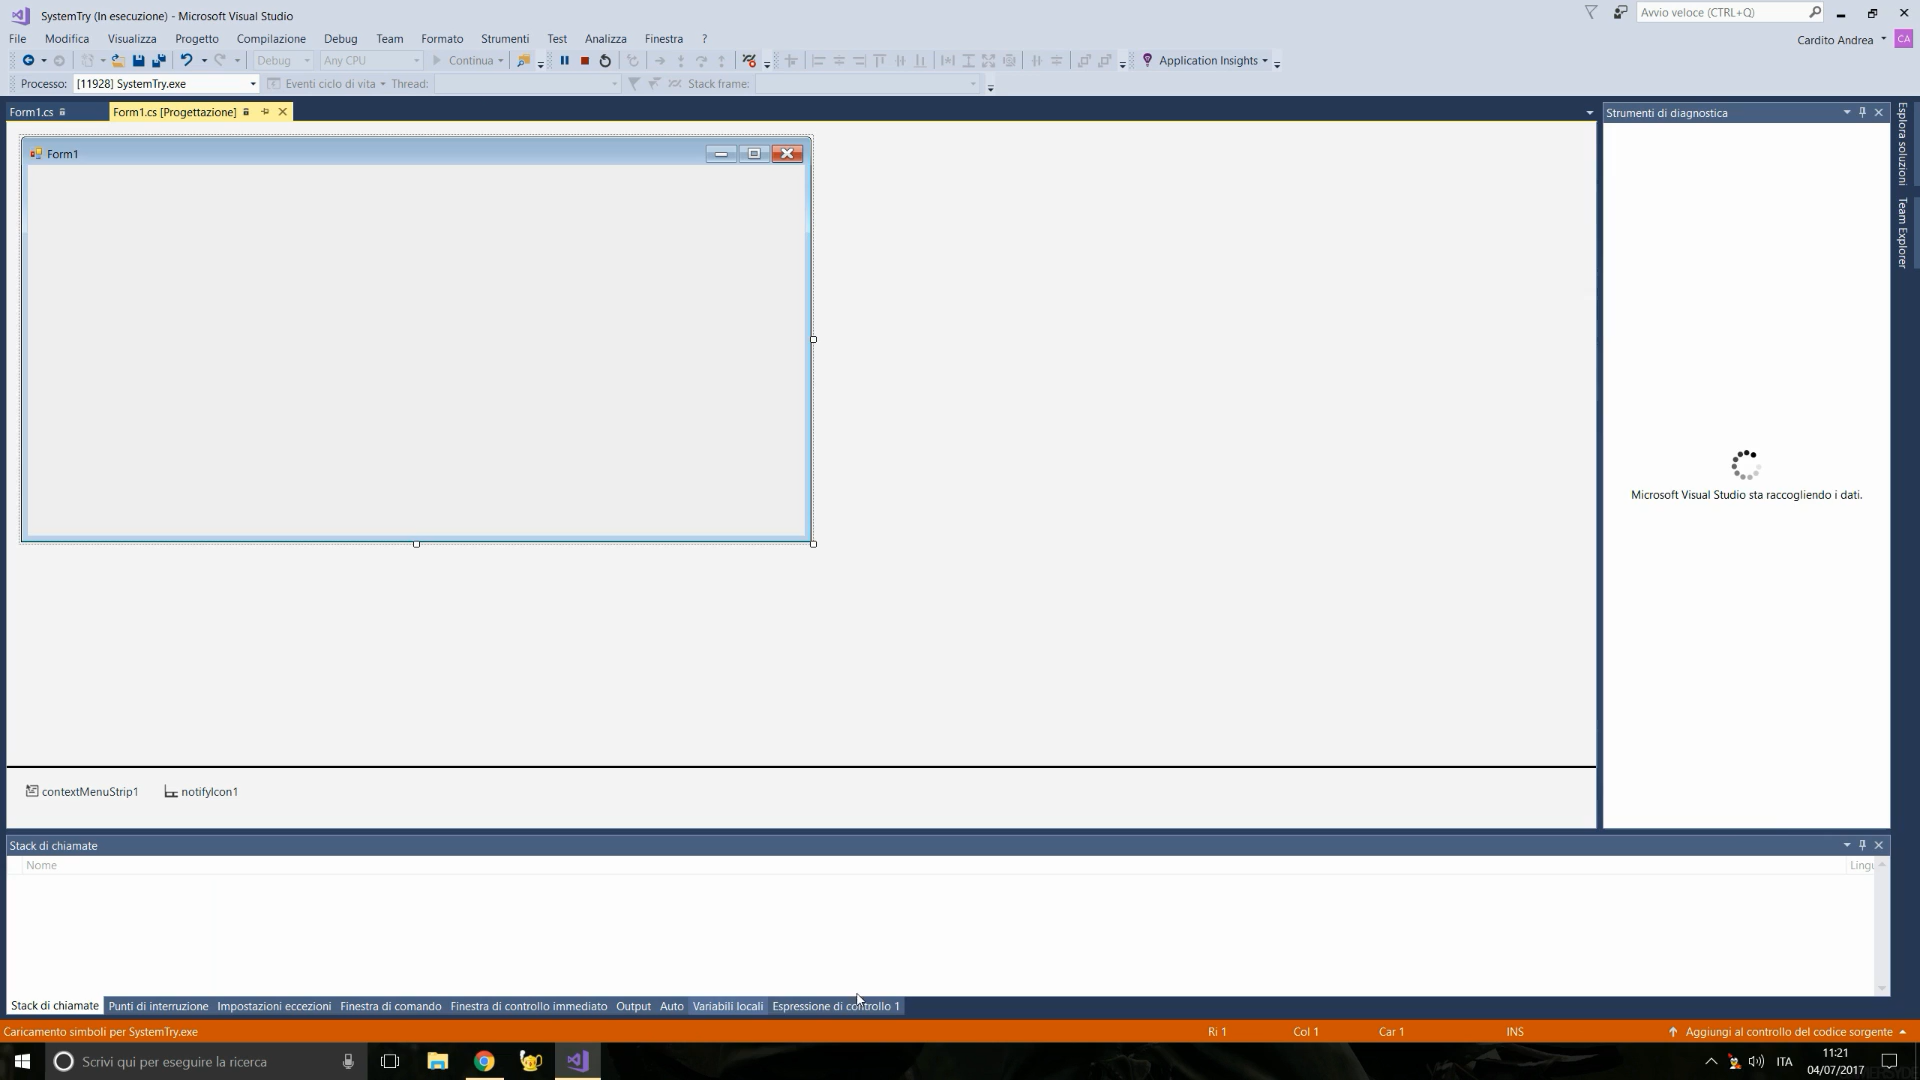 SystemTry (In esecuzione) - Microsoft Visual Studio
Avvio veloce (CTRL+Q)
File Modifica Visualizza Progetto Compilazione Debug Team Formato Strumenti Test Analizza Finestra ?
Cardito Andrea CA
Debug Any CPU Continua Application Insights
Processo: [11928] SystemTry.exe Eventi ciclo di vita Thread: Stack frame:
Form1.cs Form1.cs [Progettazione]
Strumenti di diagnostica
Esplora soluzioni
Team Explorer
Form1
Microsoft Visual Studio sta raccogliendo i dati.
contextMenuStrip1 notifyIcon1
Stack di chiamate
Nome Lingu
Stack di chiamate Punti di interruzione Impostazioni eccezioni Finestra di comando Finestra di controllo immediato Output Auto Variabili locali Espressione di controllo 1
Caricamento simboli per SystemTry.exe Ri 1 Col 1 Car 1 INS Aggiungi al controllo del codice sorgente
Scrivi qui per eseguire la ricerca
ITA
11:21
04/07/2017